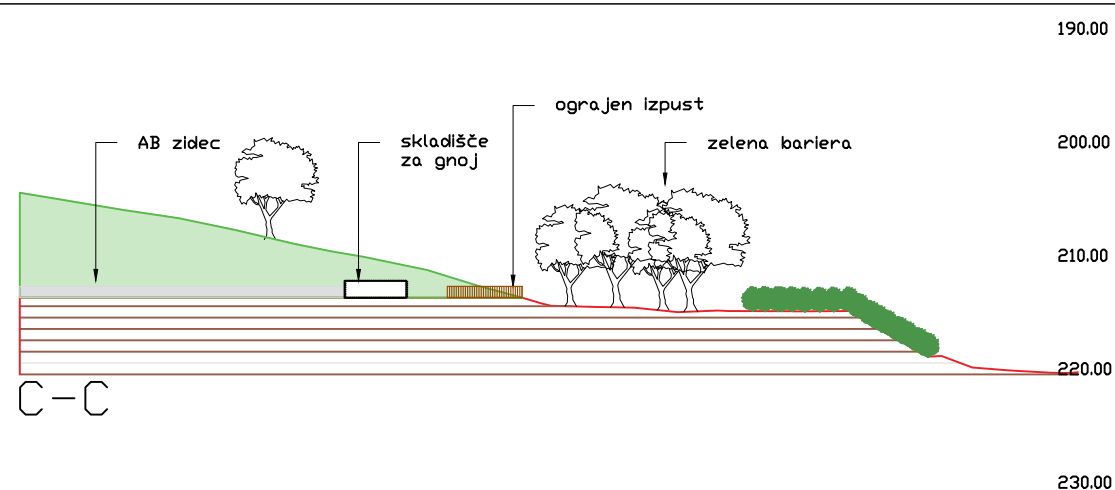 190.00
ograjen izpust
AB zidec
skladišče
za gnoj
zelena bariera
200.00
210.00
220.00
C-C
230.00